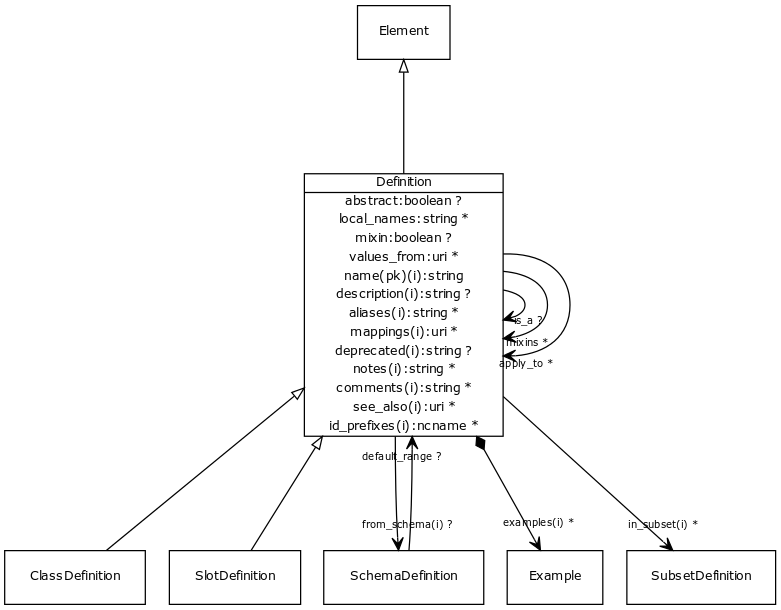 Element
Definition
abstract:boolean ?
local_names:string *
mixin:boolean ?
values_from:uri *
name(pk)(i):string
description(i):string ?
aliases(i):string *
mappings(i):uri *
deprecated(i):string ?
notes(i):string *
comments(i):string *
see_also(i):uri *
id_prefixes(i):ncname *
is_a ?
mixins *
apply_to *
default_range ?
from_schema(i) ?
examples(i) *
in_subset(i) *
ClassDefinition
SlotDefinition
SchemaDefinition
Example
SubsetDefinition